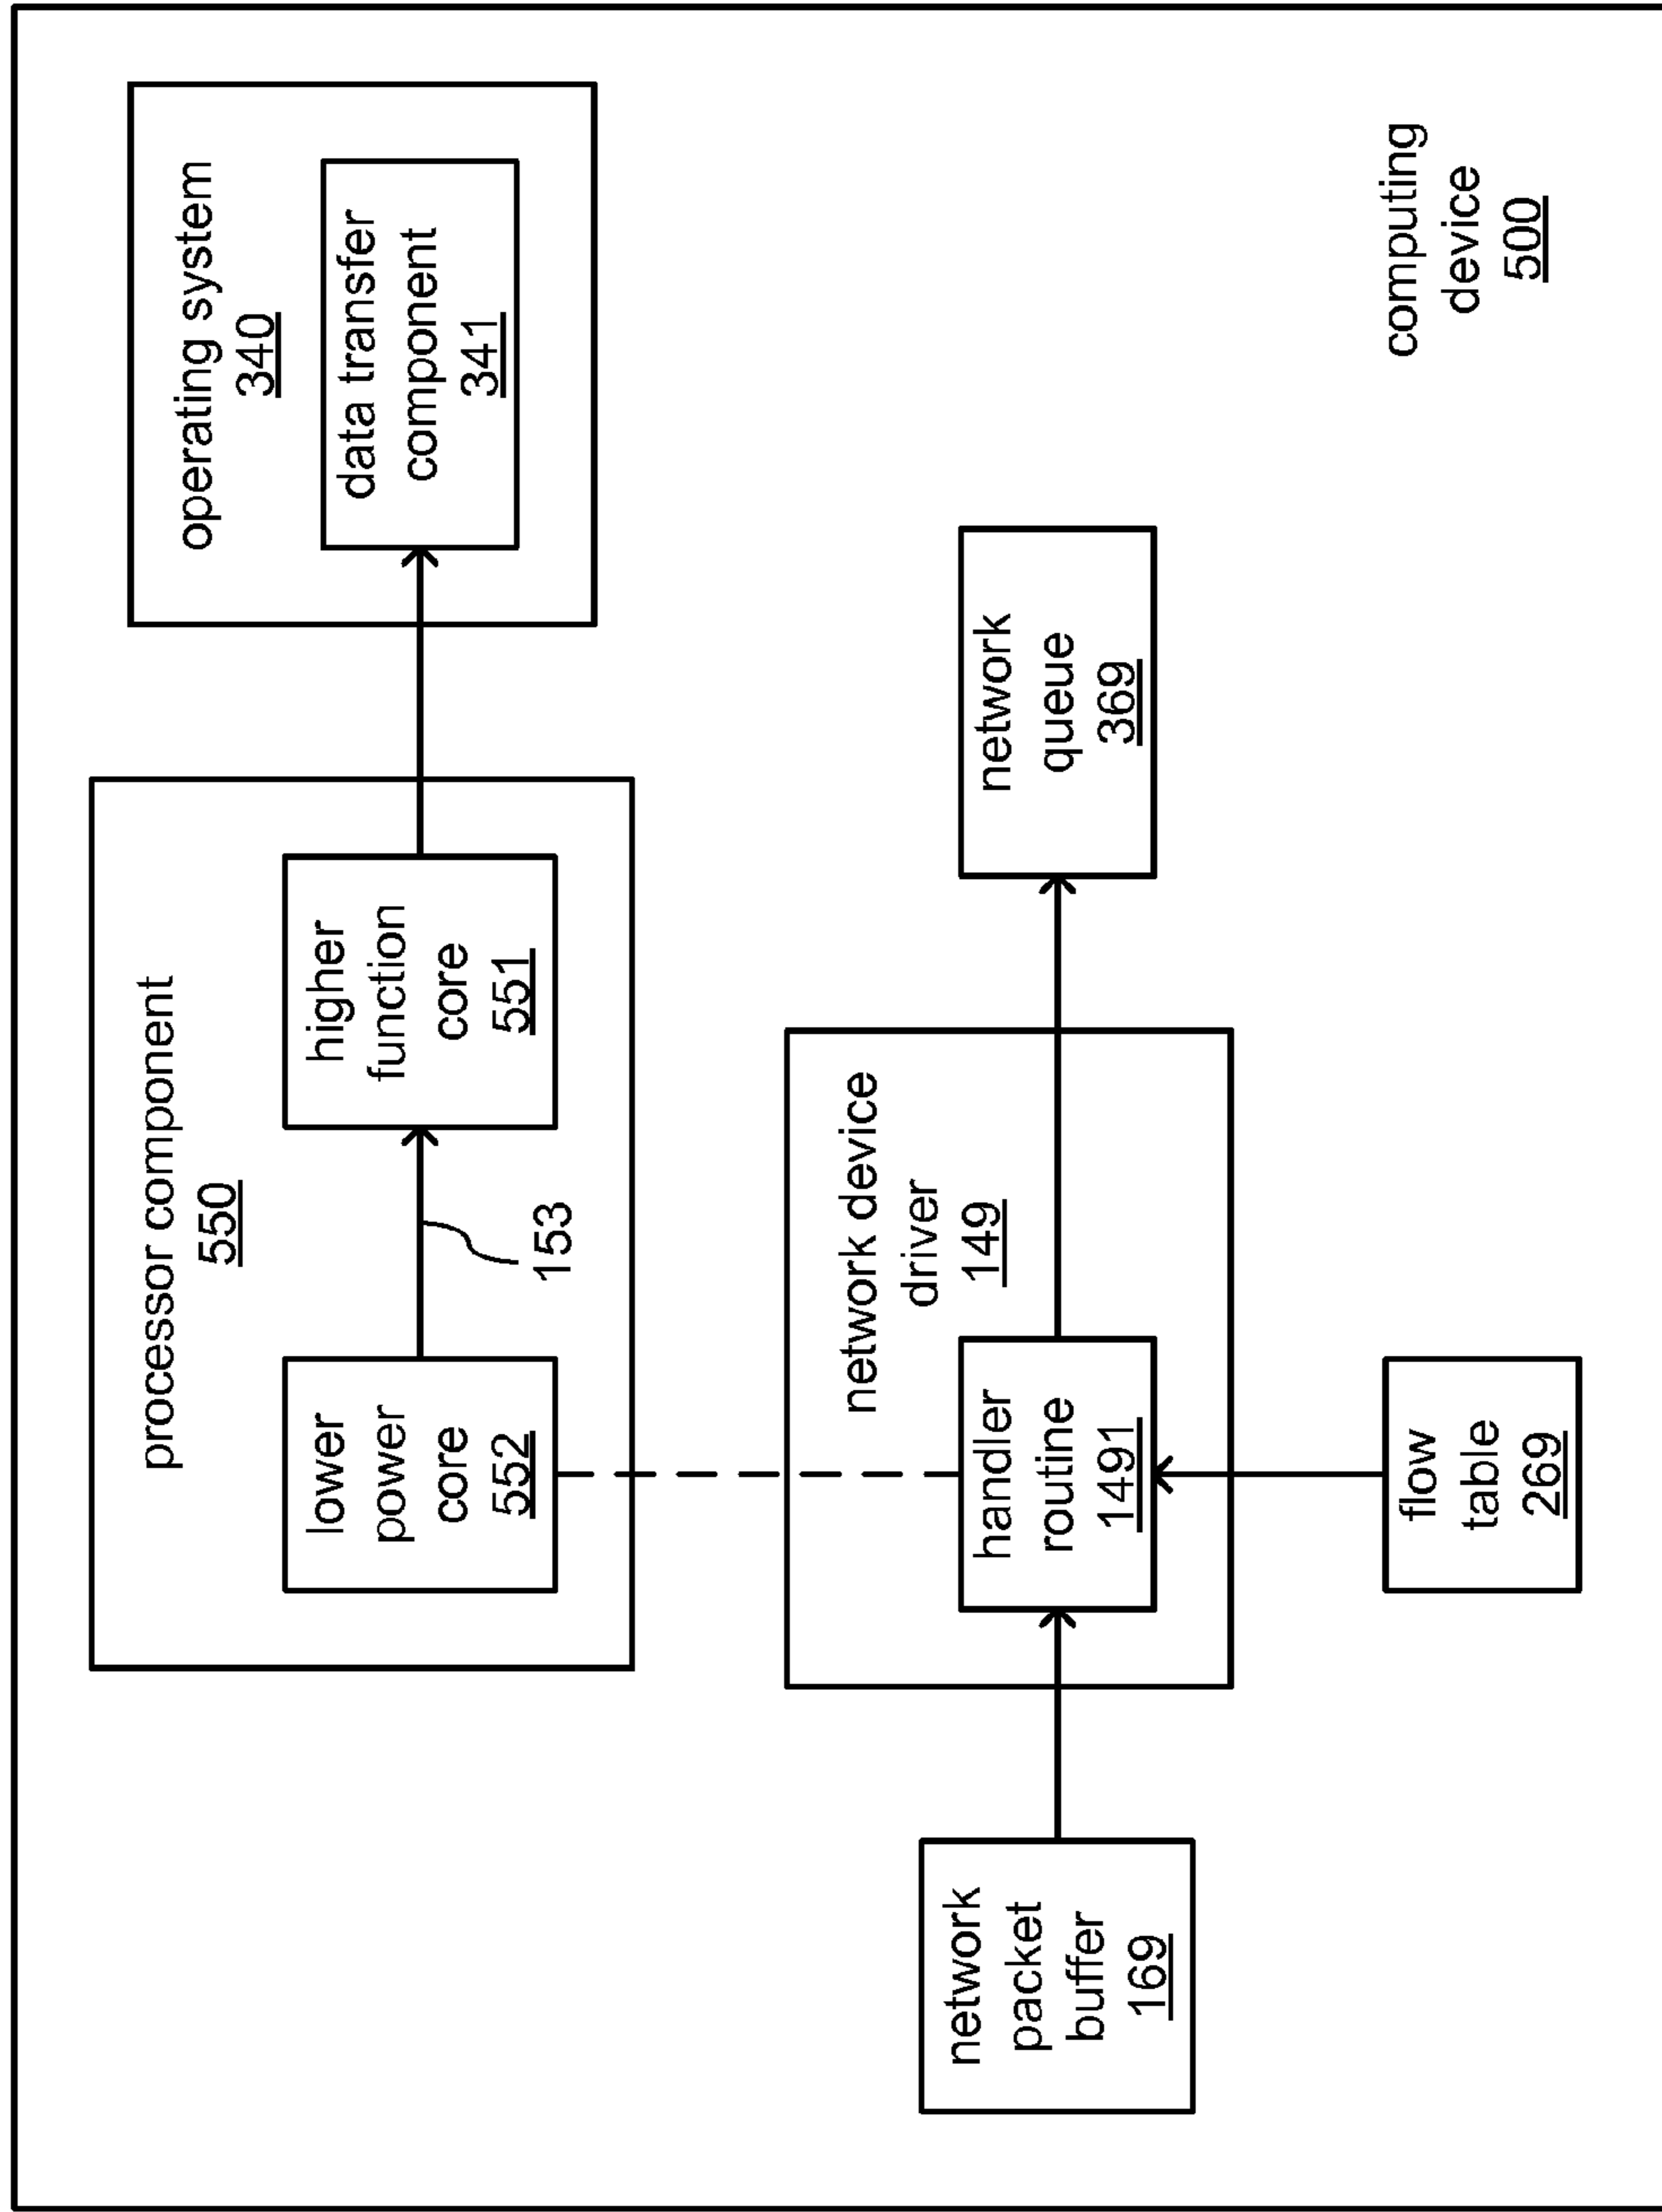 processor component
550
lower
power
core
552
153
higher
function
core
551
operating system
340
data transfer
component
341
network
packet
buffer
169
network device
driver
149
handler
routine
1491
network
queue
369
flow
table
269
computing
device
500